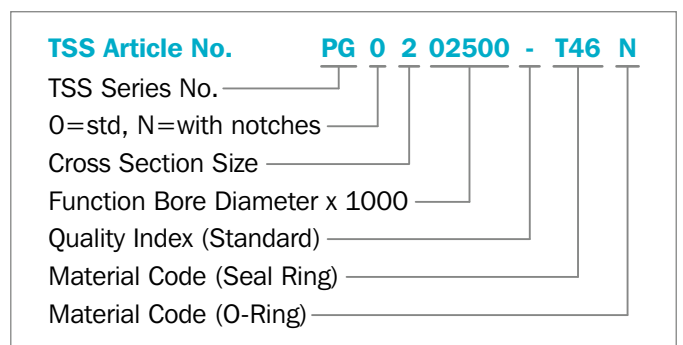 TSS Article No. PG 0 2 02500 - T46 N
TSS Series No.
0=std, N=with notches
Cross Section Size
Function Bore Diameter x 1000
Quality Index (Standard)
Material Code (Seal Ring)
Material Code (O-Ring)